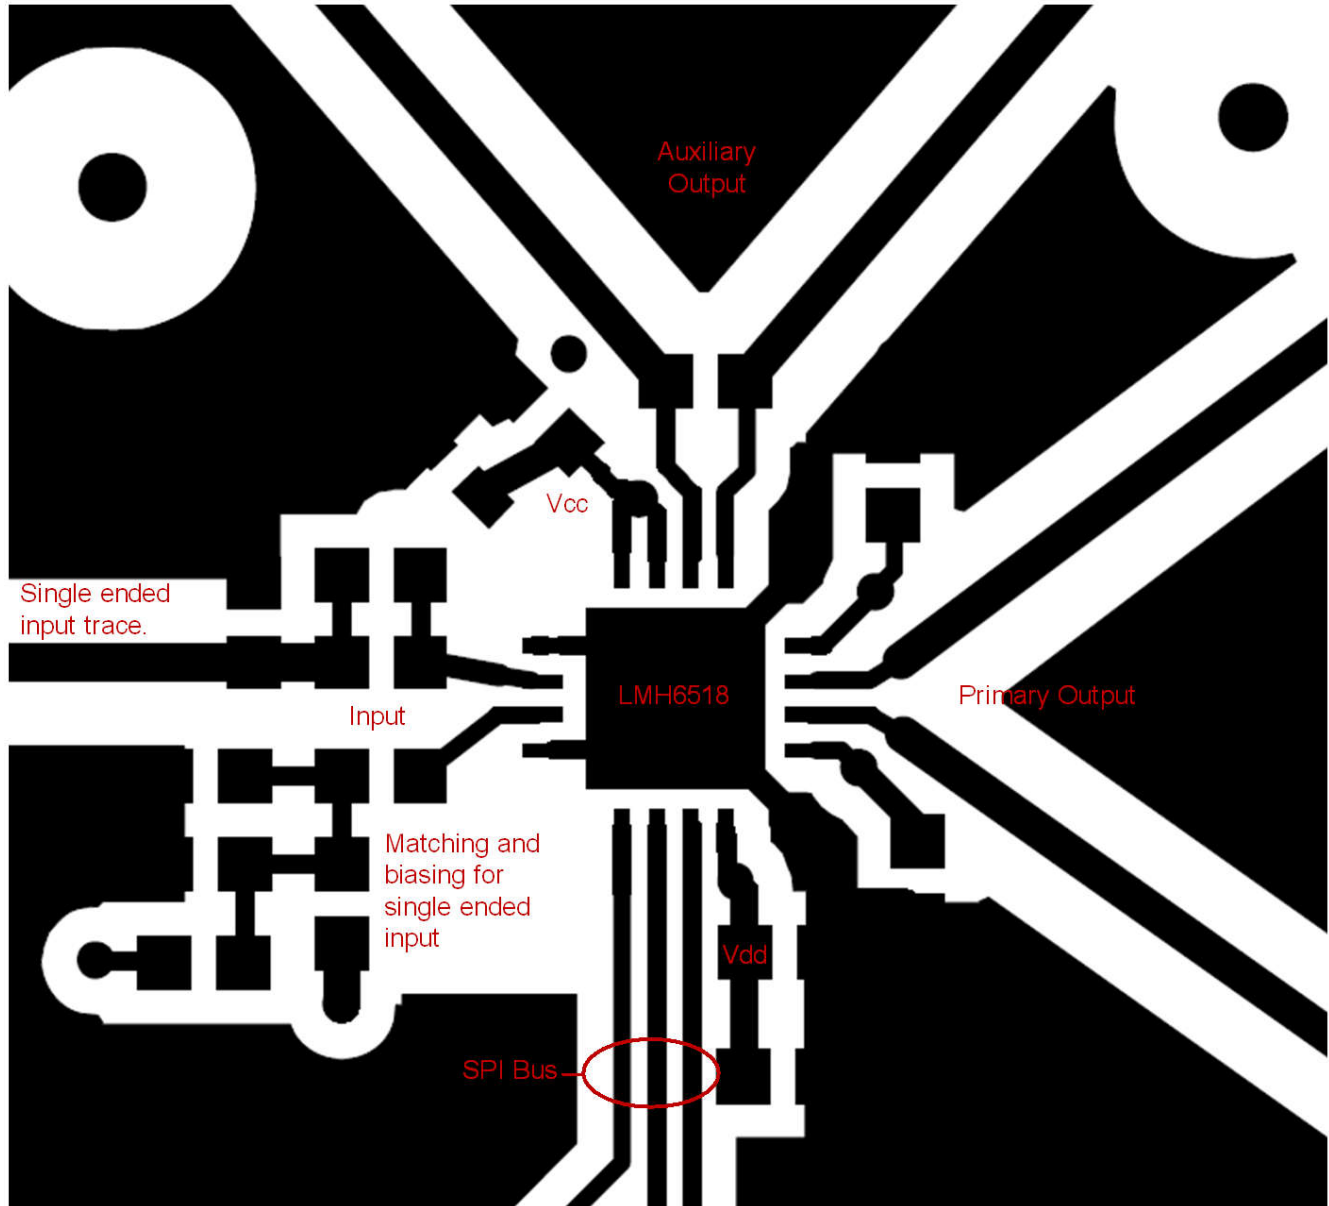 Auxiliary
Output
Vcc
Single ended
input trace.
LMH6518
Primary Output
Input
Matching and
biasing for
single ended
input
Vdd
SPI Bus